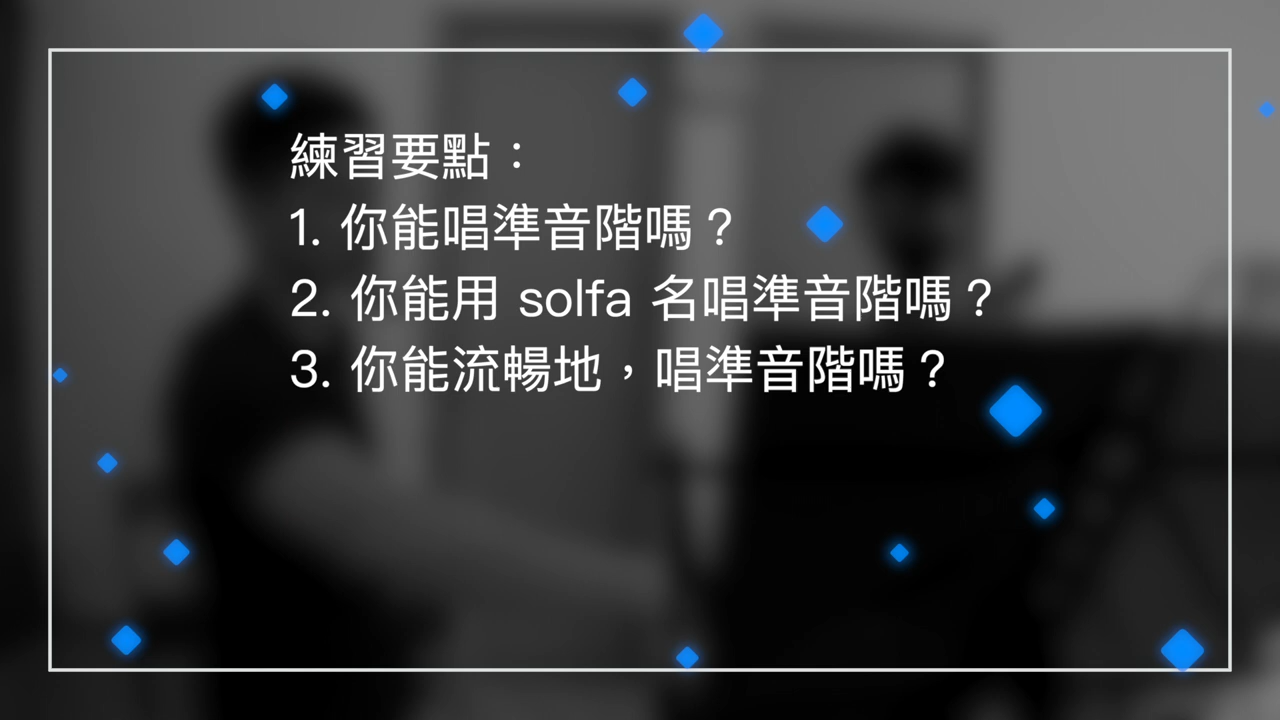 練習要點：
1. 你能唱準音階嗎？
2. 你能用 solfa 名唱準音階嗎？
3. 你能流暢地，唱準音階嗎？